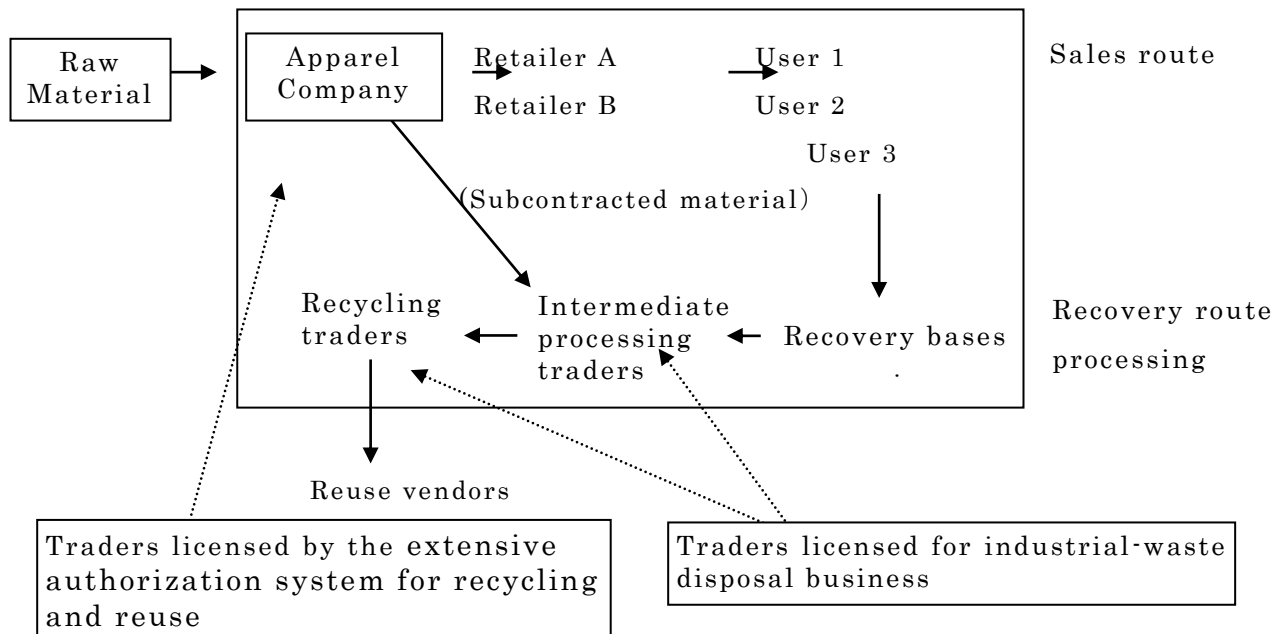 Raw
Material
Apparel
Company
Retailer A
Retailer B
User 1
User 2
User 3
Sales route
(Subcontracted material)
Recycling
traders
Intermediate
processing
traders
Recovery bases
.
Recovery route
processing
Reuse vendors
Traders licensed by the extensive
authorization system for recycling
and reuse
Traders licensed for industrial-waste
disposal business